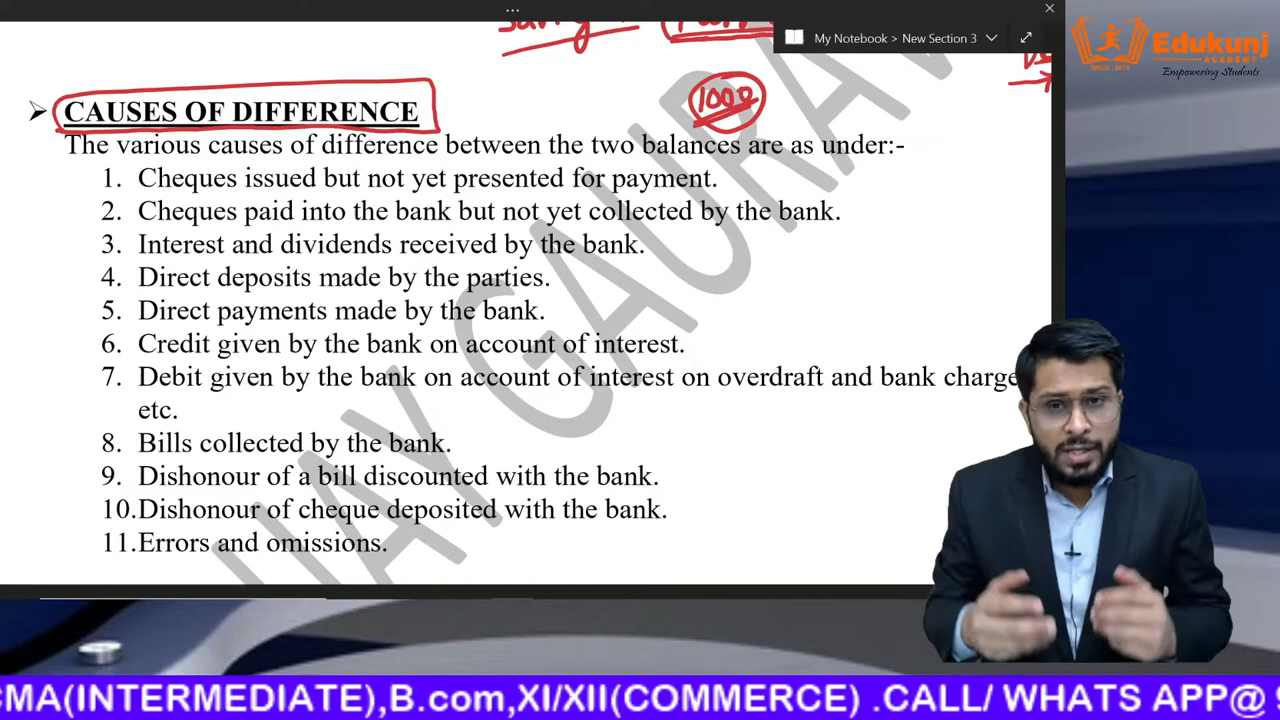 ...
My Notebook > New Section 3
Edukunj
ACADEMY
Empowering Students
1000
➢ CAUSES OF DIFFERENCE
The various causes of difference between the two balances are as under:-
1. Cheques issued but not yet presented for payment.
2. Cheques paid into the bank but not yet collected by the bank.
3. Interest and dividends received by the bank.
4. Direct deposits made by the parties.
5. Direct payments made by the bank.
6. Credit given by the bank on account of interest.
7. Debit given by the bank on account of interest on overdraft and bank charge
etc.
8. Bills collected by the bank.
9. Dishonour of a bill discounted with the bank.
10. Dishonour of cheque deposited with the bank.
11. Errors and omissions.
JAY GAURAV
CMA(INTERMEDIATE),B.com,XI/XII(COMMERCE) .CALL/ WHATS APP@